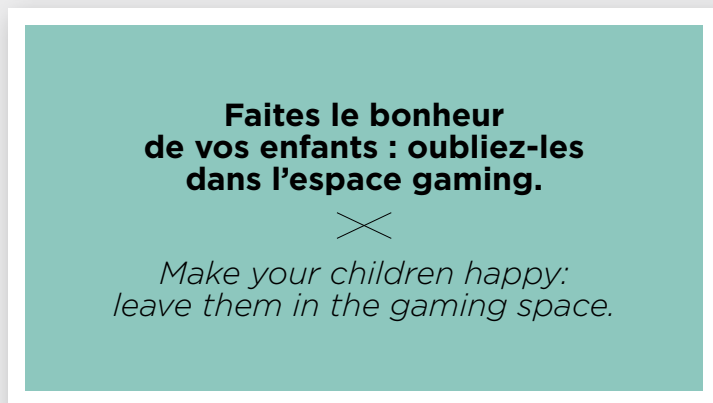 Faites le bonheur
de vos enfants : oubliez-les
dans l’espace gaming.
Make your children happy:
leave them in the gaming space.